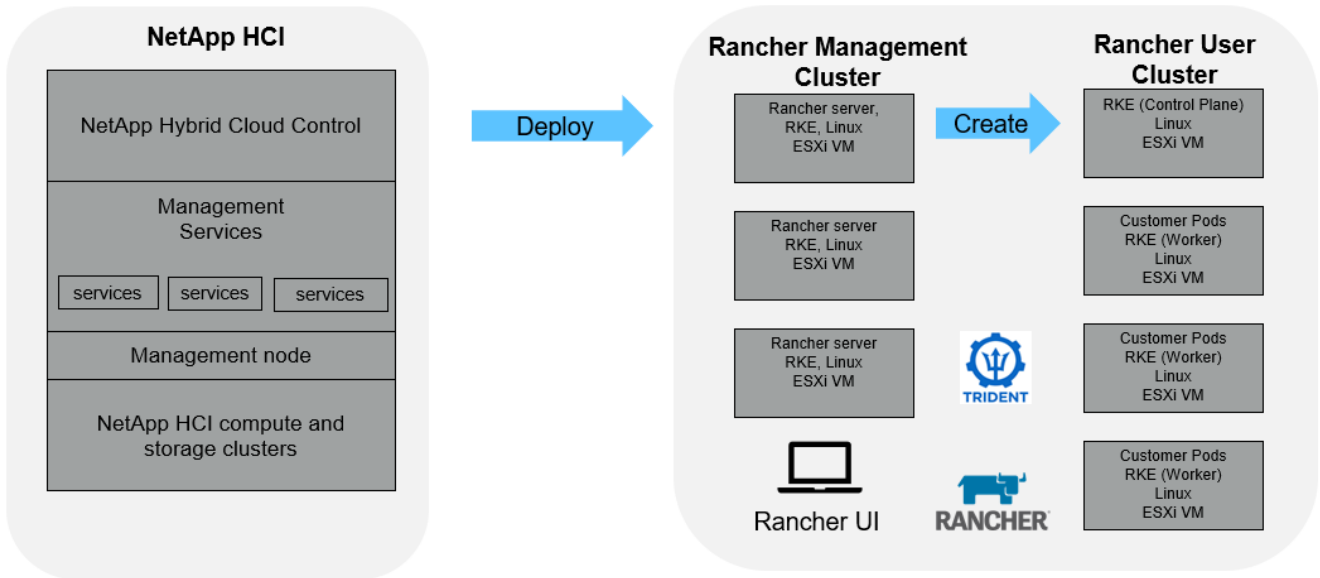 NetApp HCI
NetApp Hybrid Cloud Control
Management
Services
services
services
services
Management node
NetApp HCI compute and
storage clusters
Deploy
Rancher Management
Cluster
Rancher server,
RKE, Linux
ESXi VM
Rancher server
RKE, Linux
ESXi VM
Rancher server
RKE, Linux
ESXi VM
Rancher UI
Create
TRIDENT
RANCHER
Rancher User
Cluster
RKE (Control Plane)
Linux
ESXi VM
Customer Pods
RKE (Worker)
Linux
ESXi VM
Customer Pods
RKE (Worker)
Linux
ESXi VM
Customer Pods
RKE (Worker)
Linux
ESXi VM